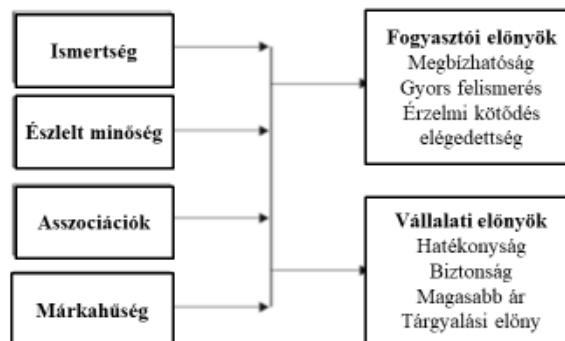 Ismertség
Észlelt minőség
Asszociációk
Márkahűség
Fogyasztói előnyök
Megbízhatóság
Gyors felismerés
Érzelmi kötődés
elégedettség
Vállalati előnyök
Hatékonyság
Biztonság
Magasabb ár
Tárgyalási előny